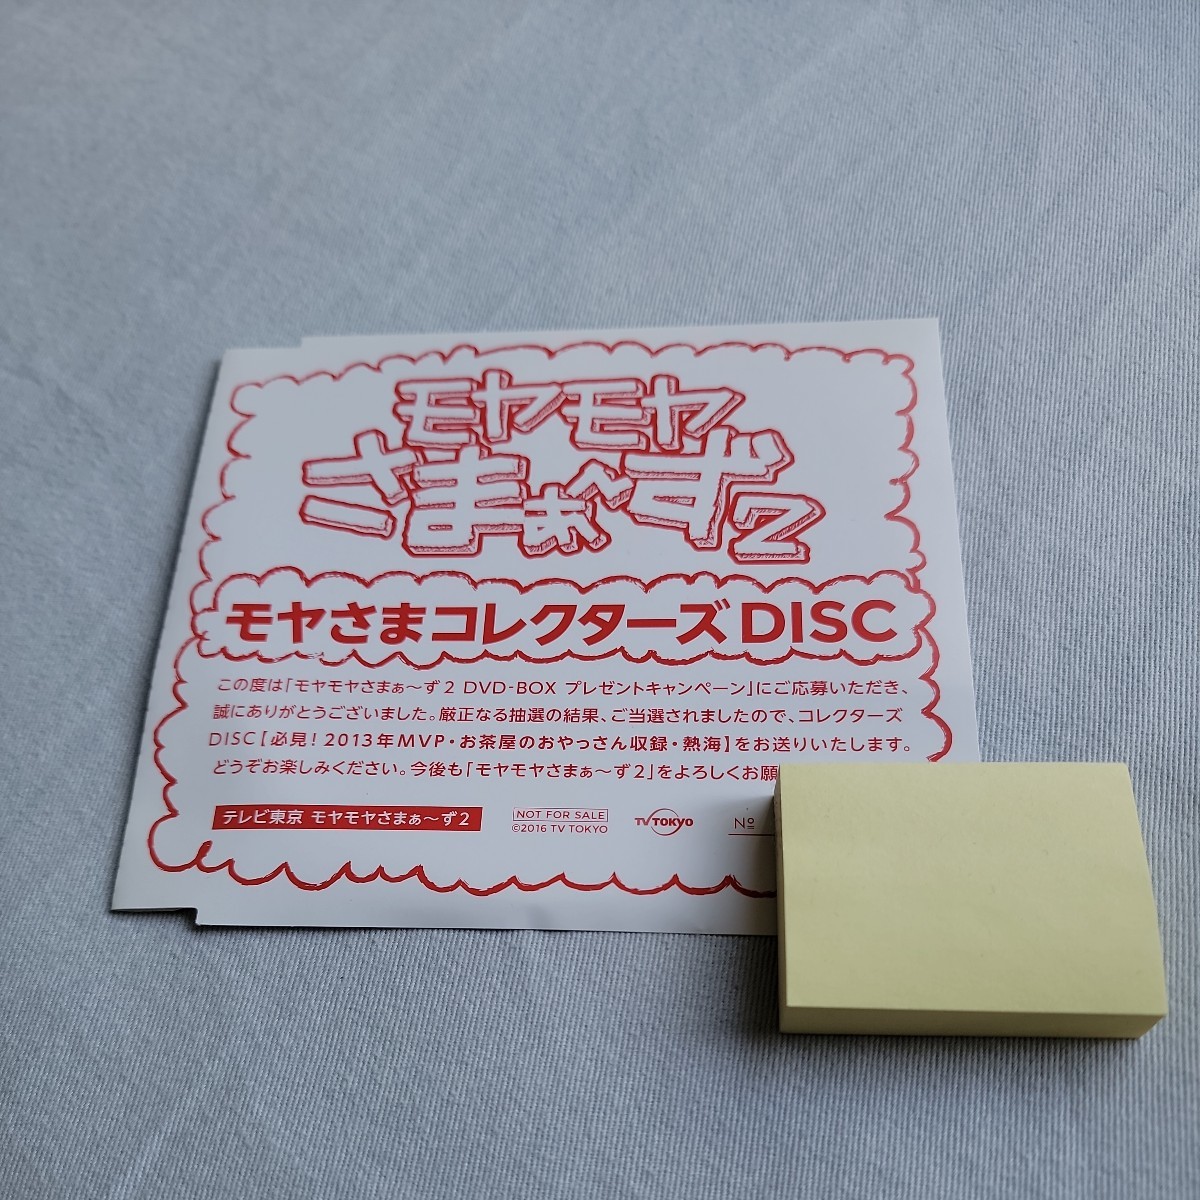 モヤモヤ
さまぁ～ず2
モヤさまコレクターズDISC
この度は「モヤモヤさまぁ～ず2 DVD-BOX プレゼントキャンペーン」にご応募いただき、
誠にありがとうございました。厳正なる抽選の結果、ご当選されましたので、コレクターズ
DISC【必見！2013年MVP・お茶屋のおやっさん収録・熱海】をお送りいたします。
どうぞお楽しみください。今後も「モヤモヤさまぁ～ず2」をよろしくお願
テレビ東京 モヤモヤさまぁ～ず2
NOT FOR SALE
©2016 TV TOKYO
TV TOKYO
№